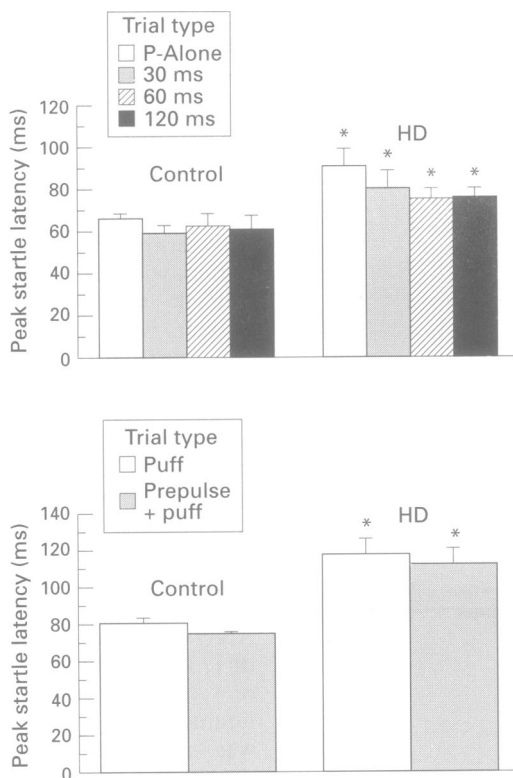 Trial type
P-Alone
30 ms
60 ms
120 ms
Peak startle latency (ms)
120
100
80
60
40
20
0
Control
HD
*
*
*
*
Trial type
Puff
Prepulse
+ puff
Peak startle latency (ms)
140
120
100
80
60
40
20
0
Control
HD
*
*